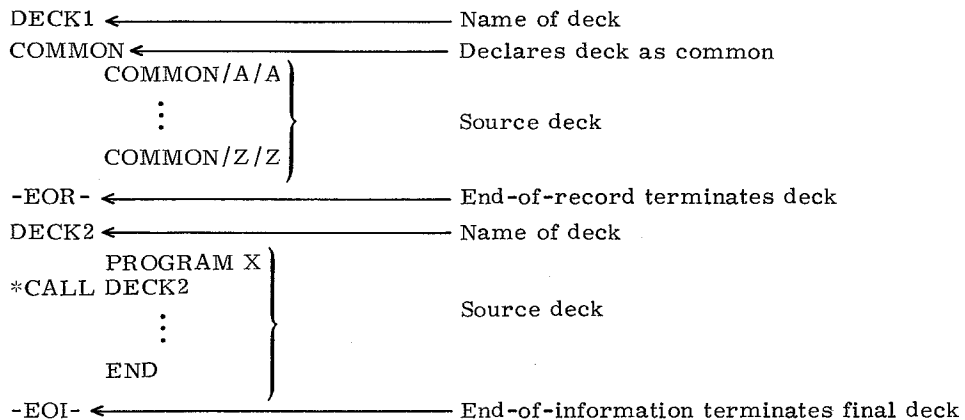 DECK1 Name of deck
COMMON Declares deck as common
COMMON/A/A
Source deck
COMMON/Z/Z
-EOR- End-of-record terminates deck
DECK2 Name of deck
PROGRAM X
*CALL DECK2
Source deck
END
-EOI- End-of-information terminates final deck